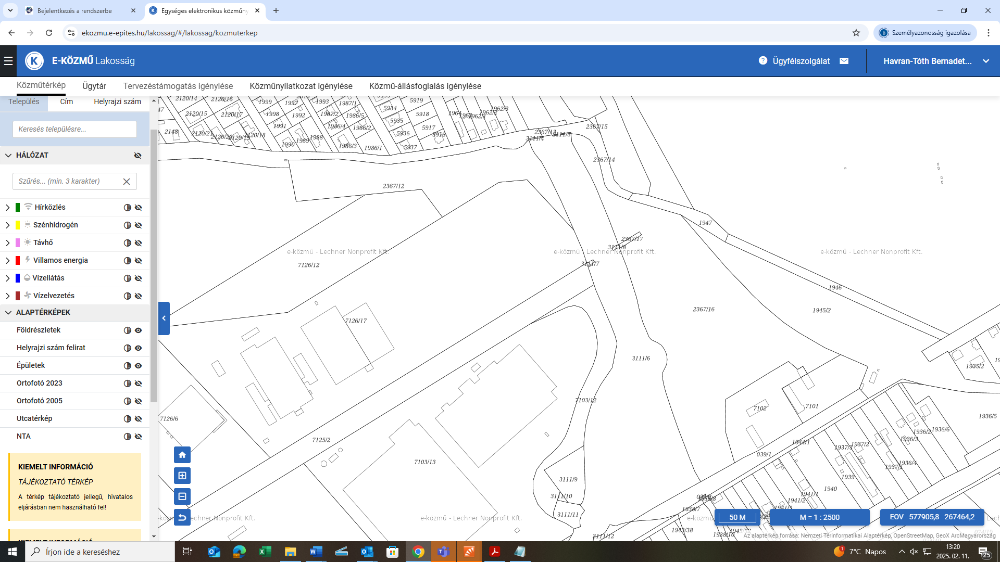 Bejelentkezés a rendszerbe
Egységes elektronikus közműny
ekozmu.e-epites.hu/lakossag/#/lakossag/kozmuterkep
Személyazonosság igazolása
E-KÖZMŰ Lakosság
Ügyfélszolgálat
Havran-Tóth Bernadet...
Közműtérkép
Ügytár
Tervezéstámogatás igénylése
Közműnyilatkozat igénylése
Közmű-állásfoglalás igénylése
Település
Cím
Helyrajzi szám
Keresés településre...
HÁLÓZAT
Szűrés... (min. 3 karakter)
Hírközlés
Szénhidrogén
Távhő
Villamos energia
Vízellátás
Vízelvezetés
ALAPTÉRKÉPEK
Földrészletek
Helyrajzi szám felirat
Épületek
Ortofotó 2023
Ortofotó 2005
Utcatérkép
NTA
KIEMELT INFORMÁCIÓ
TÁJÉKOZTATÓ TÉRKÉP
A térkép tájékoztató jellegű, hivatalos
eljárásban nem használható fel!
KIEMELT INFORMÁCIÓ
2120/14
2120/16
1999
1997
1993
1987/1
5919
2120/15
2120/17
1998
1992
1987/2
1986/5
5934
5918
1964
1962/1
1962/2
1962/3
2148
2120/21
2120/20
2120/19
2120/18
1991
1990
1989
1988
1986/4
1986/2
1986/3
1986/1
5935
5936
5937
5917
5916
2367/13
3111/4
3111/5
2367/15
2367/14
2367/12
1947
2367/17
3111/8
3111/7
e-közmű - Lechner Nonprofit Kft.
e-közmű - Lechner Nonprofit Kft.
e-közmű - Lechner Nonprofit Kft.
7126/12
1946
2367/16
1945/2
7126/17
3111/6
1935/2
7103/12
7102
7101
7126/6
1936/5
7125/2
1944/1
1937/3
1937/2
1936/2
1936/6
1936/3
039/1
7103/13
1936/4
1937/1
3111/9
1939
1940
3111/10
1941/1
1941/2
1941/3
1938/7
3111/11
e-közmű - Lechner Nonprofit Kft.
1943/38
1938/10
3111/12
50 M
M = 1 : 2500
EOV 577905,8 267464,2
Az alaptérkép forrása: Nemzeti Térinformatikai Alaptérkép, OpenStreetMap, GeoX ArcMagyarország
Írjon ide a kereséshez
7°C Napos
13:20
2025. 02. 11.
25